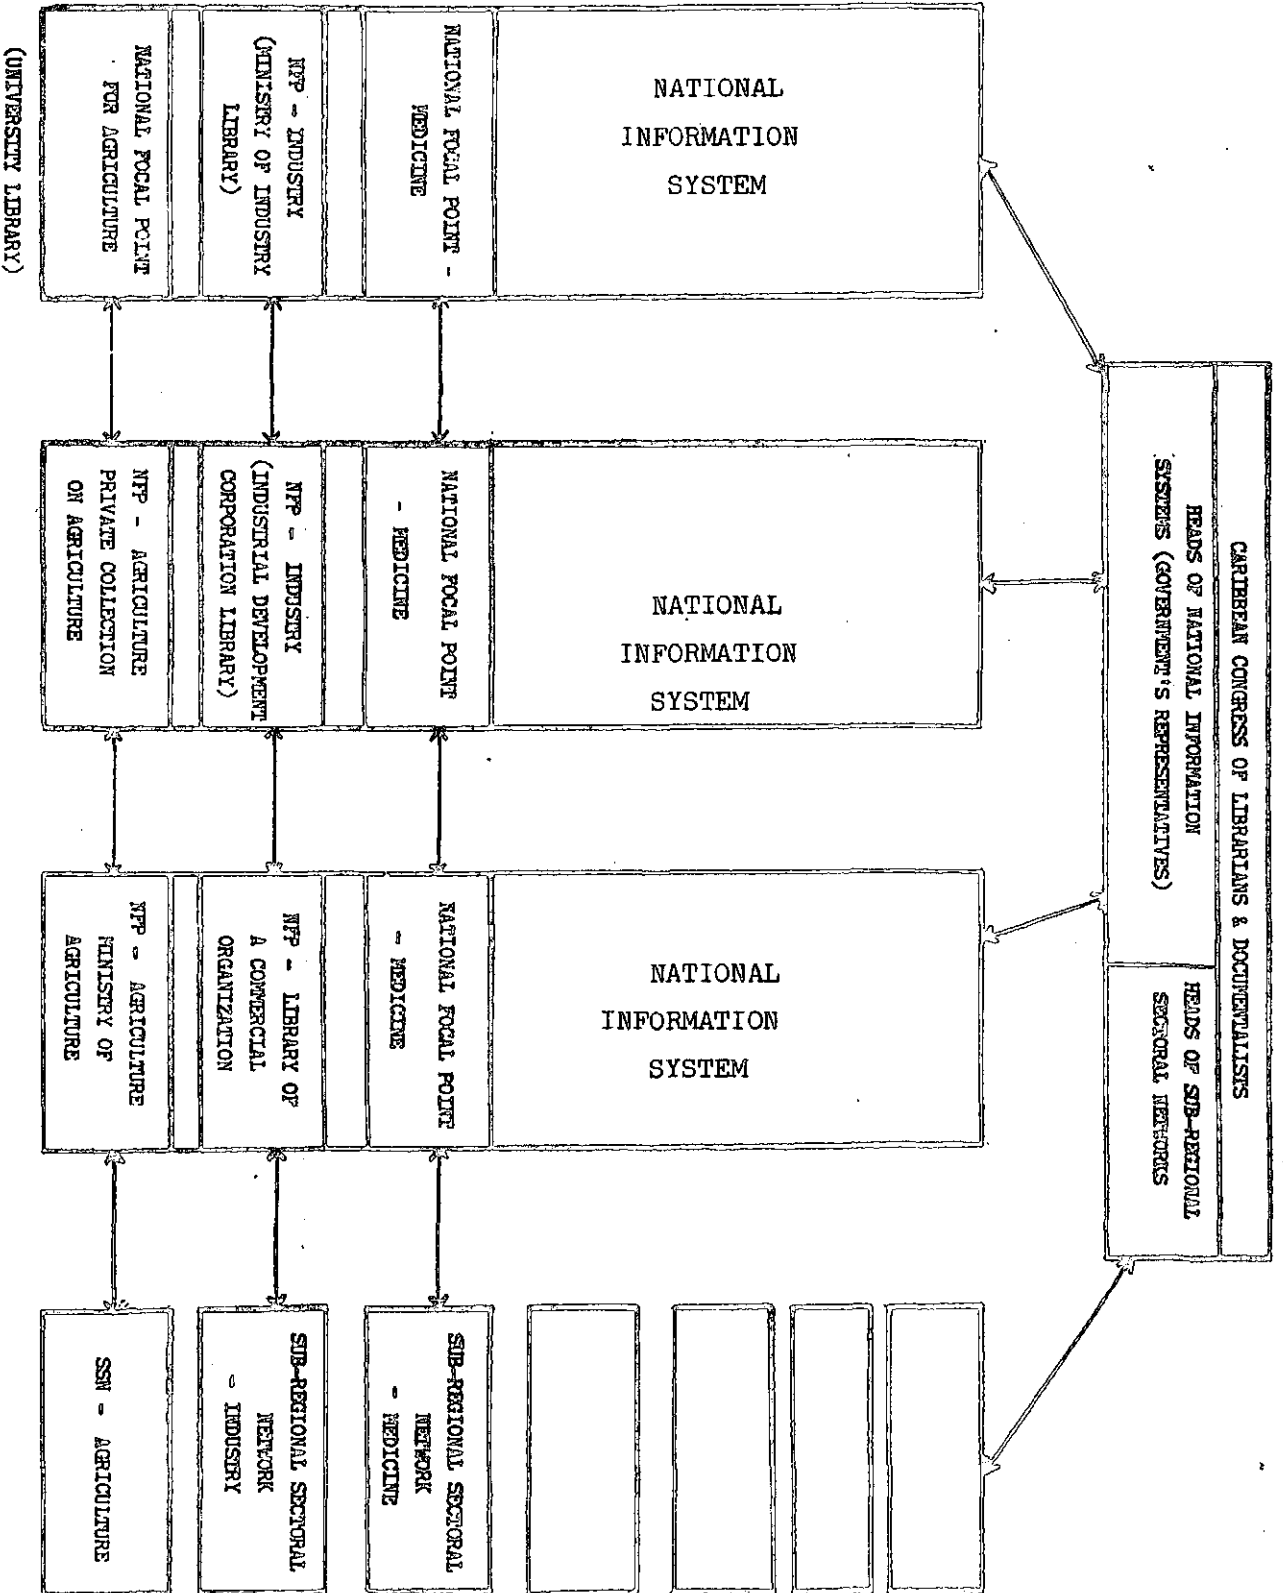 CARIBBEAN CONGRESS OF LIBRARIANS & DOCUMENTALISTS
HEADS OF NATIONAL INFORMATION
SYSTEMS (GOVERNMENT'S REPRESENTATIVES)
HEADS OF SUB-REGIONAL
SECTORAL NETWORKS
NATIONAL
INFORMATION
SYSTEM
NATIONAL FOCAL POINT -
MEDICINE
NFP - INDUSTRY
(MINISTRY OF INDUSTRY
LIBRARY)
NATIONAL FOCAL POINT
FOR AGRICULTURE
(UNIVERSITY LIBRARY)
NATIONAL
INFORMATION
SYSTEM
NATIONAL FOCAL POINT
- MEDICINE
NFP - INDUSTRY
(INDUSTRIAL DEVELOPMENT
CORPORATION LIBRARY)
NFP - AGRICULTURE
PRIVATE COLLECTION
ON AGRICULTURE
NATIONAL
INFORMATION
SYSTEM
NATIONAL FOCAL POINT
- MEDICINE
NFP - LIBRARY OF
A COMMERCIAL
ORGANIZATION
NFP - AGRICULTURE
MINISTRY OF
AGRICULTURE
SUB-REGIONAL SECTORAL
NETWORK
- MEDICINE
SUB-REGIONAL SECTORAL
NETWORK
- INDUSTRY
SSN - AGRICULTURE